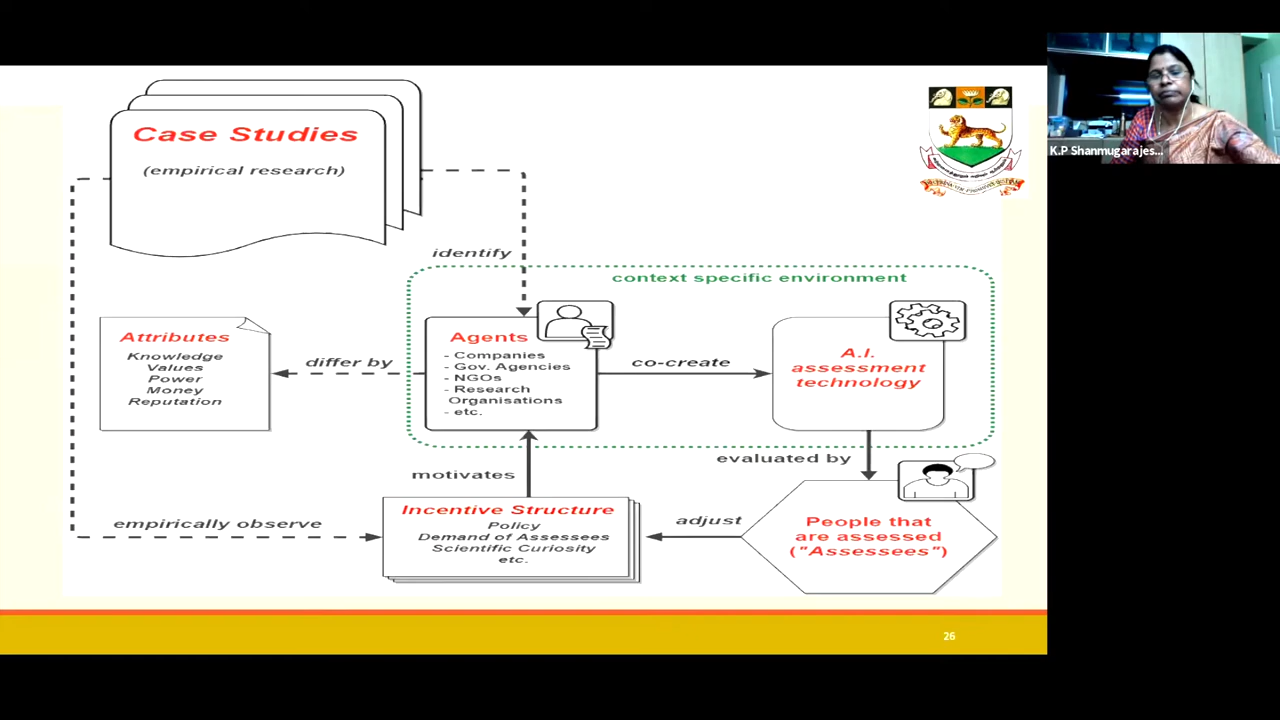 Case Studies
(empirical research)
K.P Shanmugarajes...
identify
context specific environment
Attributes
Knowledge
Values
Power
Money
Reputation
differ by
Agents
- Companies
- Gov. Agencies
- NGOs
- Research
Organisations
- etc.
co-create
A.I.
assessment
technology
motivates
evaluated by
empirically observe
Incentive Structure
Policy
Demand of Assessees
Scientific Curiosity
etc.
adjust
People that
are assessed
("Assessees")
26